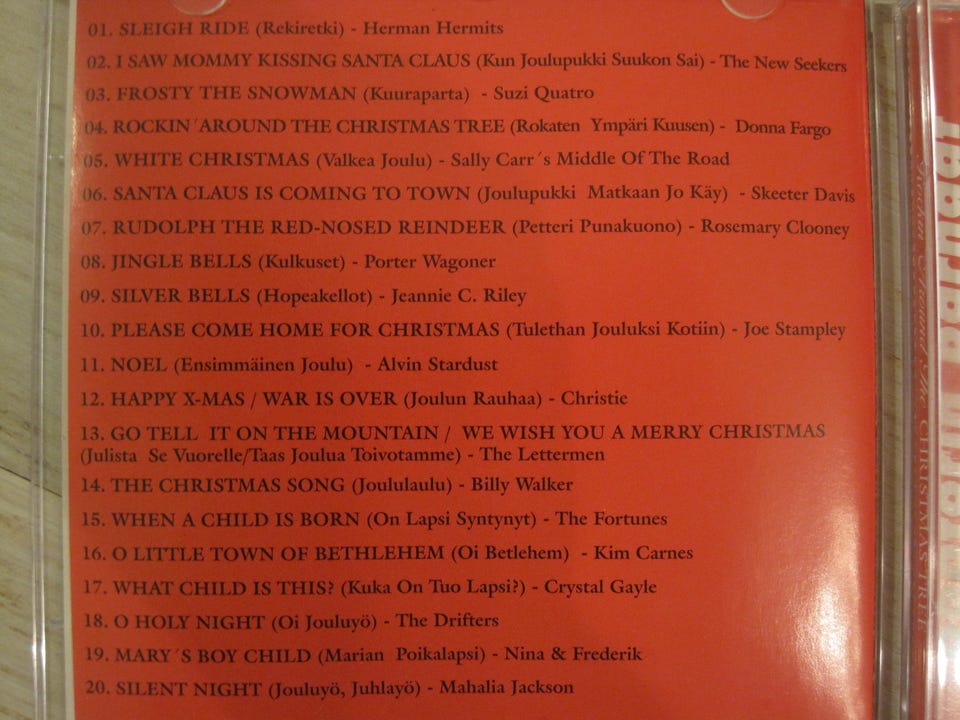 01. SLEIGH RIDE (Rekiretki) - Herman Hermits
02. I SAW MOMMY KISSING SANTA CLAUS (Kun Joulupukki Suukon Sai) - The New Seekers
03. FROSTY THE SNOWMAN (Kuuraparta) - Suzi Quatro
04. ROCKIN´AROUND THE CHRISTMAS TREE (Rokaten Ympäri Kuusen) - Donna Fargo
05. WHITE CHRISTMAS (Valkea Joulu) - Sally Carr´s Middle Of The Road
06. SANTA CLAUS IS COMING TO TOWN (Joulupukki Matkaan Jo Käy) - Skeeter Davis
07. RUDOLPH THE RED-NOSED REINDEER (Petteri Punakuono) - Rosemary Clooney
08. JINGLE BELLS (Kulkuset) - Porter Wagoner
09. SILVER BELLS (Hopeakellot) - Jeannie C. Riley
10. PLEASE COME HOME FOR CHRISTMAS (Tulethan Jouluksi Kotiin) - Joe Stampley
11. NOEL (Ensimmäinen Joulu) - Alvin Stardust
12. HAPPY X-MAS / WAR IS OVER (Joulun Rauhaa) - Christie
13. GO TELL IT ON THE MOUNTAIN / WE WISH YOU A MERRY CHRISTMAS
(Julista Se Vuorelle/Taas Joulua Toivotamme) - The Lettermen
14. THE CHRISTMAS SONG (Joululaulu) - Billy Walker
15. WHEN A CHILD IS BORN (On Lapsi Syntynyt) - The Fortunes
16. O LITTLE TOWN OF BETHLEHEM (Oi Betlehem) - Kim Carnes
17. WHAT CHILD IS THIS? (Kuka On Tuo Lapsi?) - Crystal Gayle
18. O HOLY NIGHT (Oi Jouluyö) - The Drifters
19. MARY´S BOY CHILD (Marian Poikalapsi) - Nina & Frederik
20. SILENT NIGHT (Jouluyö, Juhlayö) - Mahalia Jackson
Around The CHRISTMAS TREE